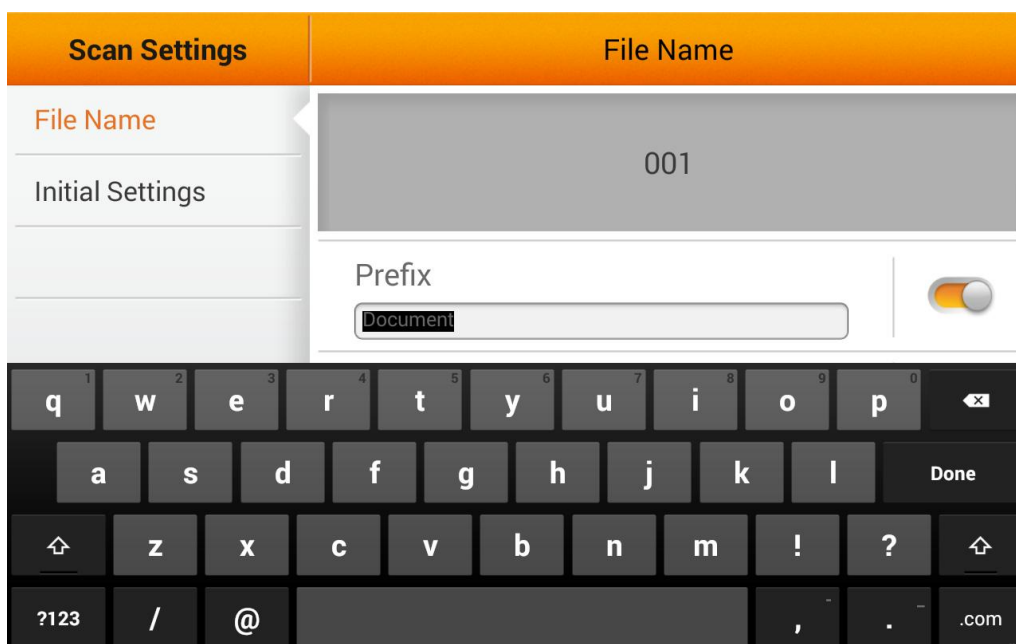 Scan Settings
File Name
File Name
Initial Settings
001
Prefix
Document
1 2 3 4 5 6 7 8 9 0
q w e r t y u i o p
a s d f g h j k l Done
z x c v b n m ! ?
- _
?123 / @ , . .com